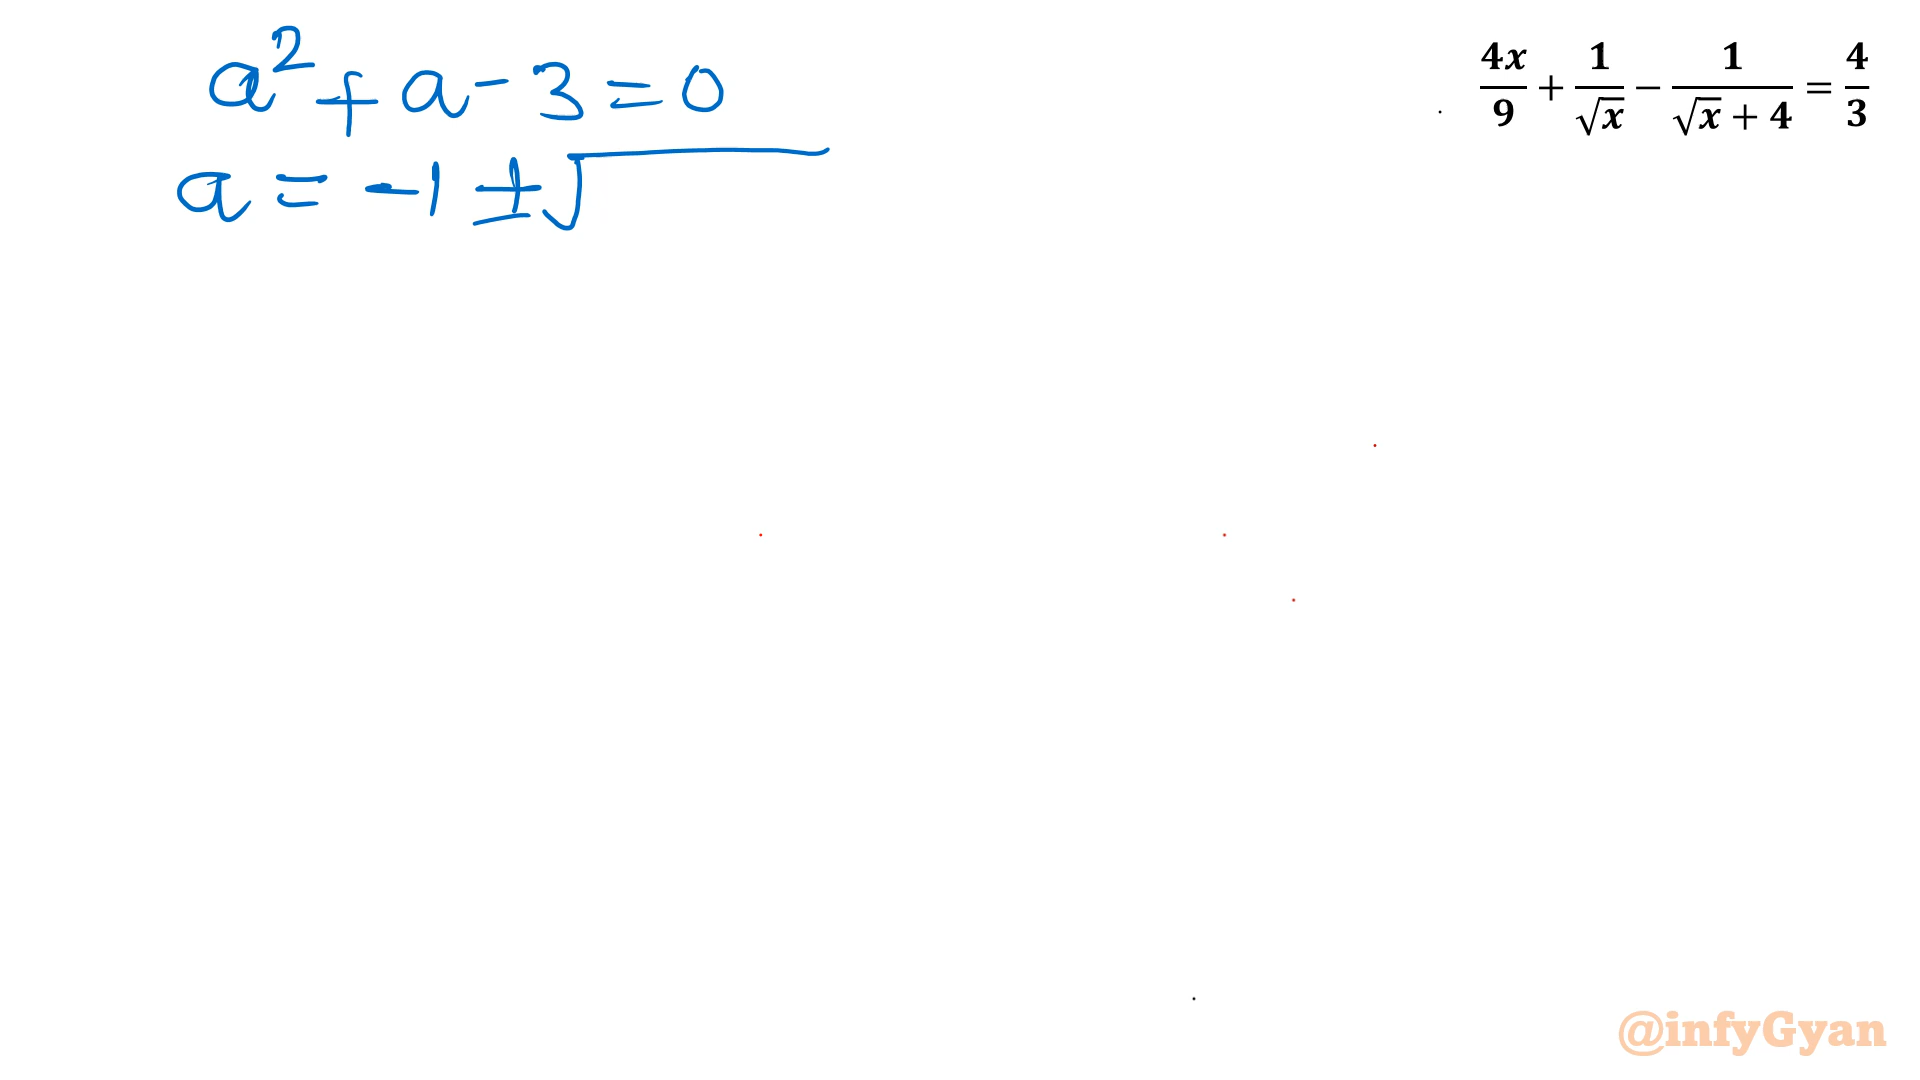 a² + a - 3 = 0
a = -1 ± √
4x/9 + 1/√x - 1/(√x + 4) = 4/3
@infyGyan